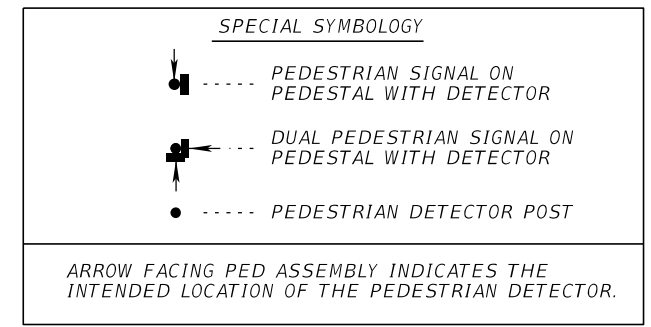 SPECIAL SYMBOLOGY
PEDESTRIAN SIGNAL ON
PEDESTAL WITH DETECTOR
DUAL PEDESTRIAN SIGNAL ON
PEDESTAL WITH DETECTOR
PEDESTRIAN DETECTOR POST
ARROW FACING PED ASSEMBLY INDICATES THE
INTENDED LOCATION OF THE PEDESTRIAN DETECTOR.